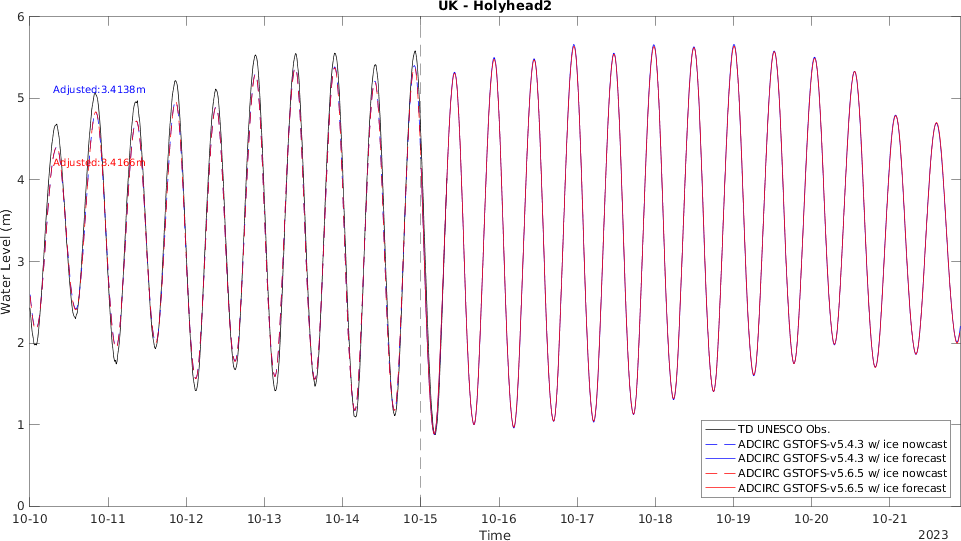 UK - Holyhead2
6
5
4
3
2
1
0
Water Level (m)
Adjusted:3.4138m
Adjusted:3.4166m
TD UNESCO Obs.
ADCIRC GSTOFS-v5.4.3 w/ ice nowcast
ADCIRC GSTOFS-v5.4.3 w/ ice forecast
ADCIRC GSTOFS-v5.6.5 w/ ice nowcast
ADCIRC GSTOFS-v5.6.5 w/ ice forecast
10-10 10-11 10-12 10-13 10-14 10-15 10-16 10-17 10-18 10-19 10-20 10-21
Time
2023